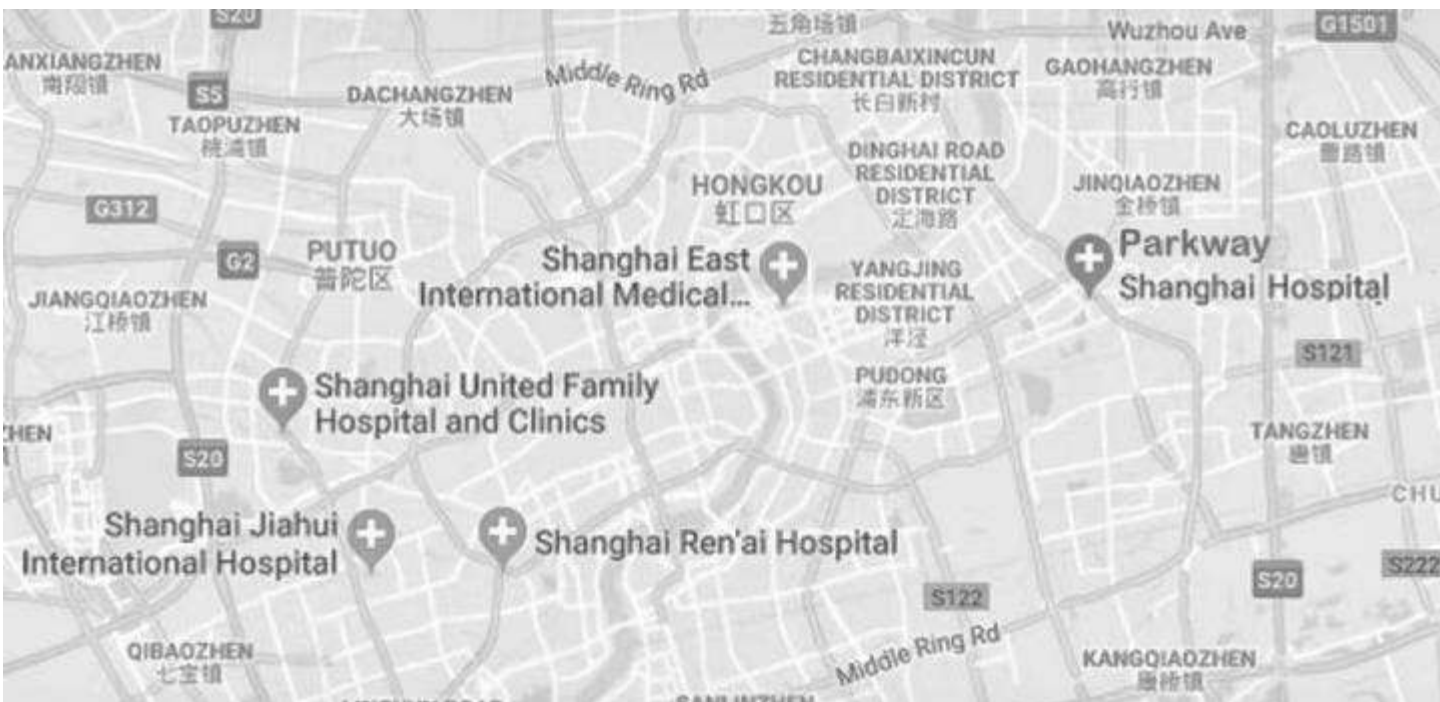 S20
五角场镇
Wuzhou Ave
G1501
ANXIANGZHEN
南翔镇
S5
DACHANGZHEN
大场镇
Middle Ring Rd
CHANGBAIXINCUN
RESIDENTIAL DISTRICT
长白新村
GAOHANGZHEN
高行镇
TAOPUZHEN
桃浦镇
CAOLUZHEN
曹路镇
DINGHAI ROAD
RESIDENTIAL
DISTRICT
定海路
HONGKOU
虹口区
JINQIAOZHEN
金桥镇
G312
G2
PUTUO
普陀区
Shanghai East
International Medical...
YANGJING
RESIDENTIAL
DISTRICT
洋泾
Parkway
Shanghai Hospital
JIANGQIAOZHEN
江桥镇
S121
Shanghai United Family
Hospital and Clinics
PUDONG
浦东新区
ZHEN
S20
TANGZHEN
唐镇
CHU
Shanghai Jiahui
International Hospital
Shanghai Ren'ai Hospital
S122
S20
S222
QIBAOZHEN
七宝镇
Middle Ring Rd
KANGQIAOZHEN
康桥镇